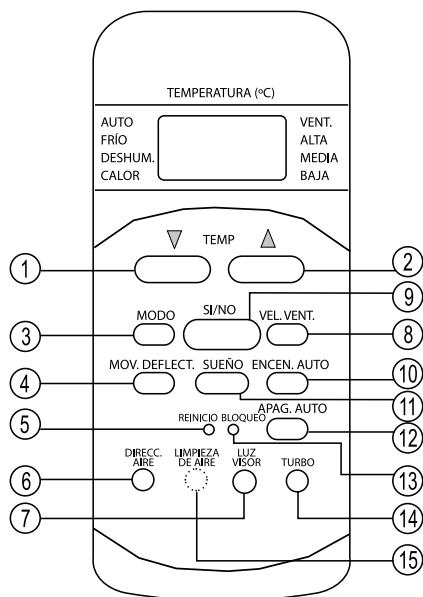 TEMPERATURA (ºC)
AUTO
FRÍO
DESHUM.
CALOR
VENT.
ALTA
MEDIA
BAJA
TEMP
1
2
SI/NO
9
3
MODO
VEL. VENT.
8
MOV. DEFLECT.
SUEÑO
ENCEN. AUTO
4
10
11
APAG. AUTO
5
REINICIO
BLOQUEO
12
DIRECC.
AIRE
LIMPIEZA
DE AIRE
LUZ
VISOR
TURBO
6
13
7
14
15